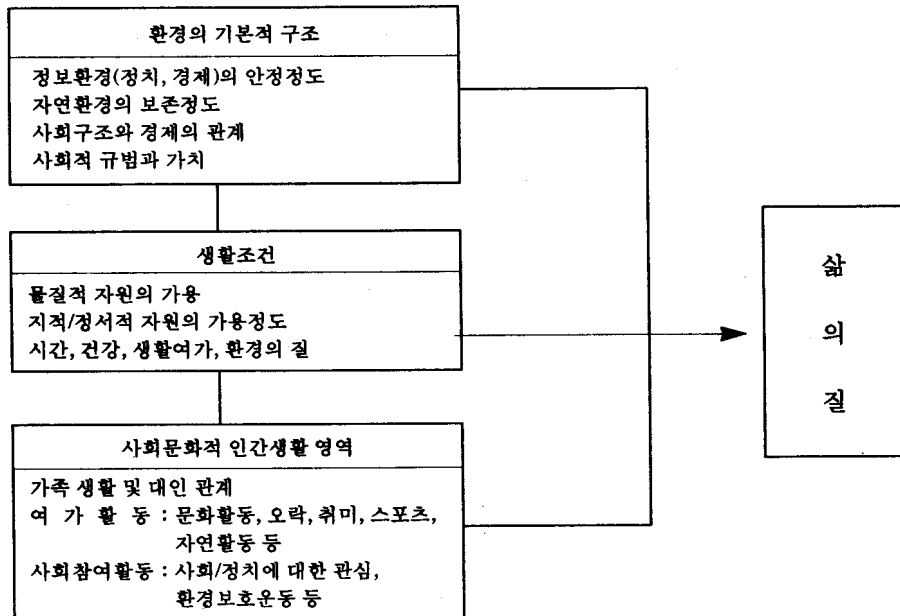 환경의 기본적 구조
정보환경(정치, 경제)의 안정정도
자연환경의 보존정도
사회구조와 경제의 관계
사회적 규범과 가치
생활조건
물질적 자원의 가용
지적/정서적 자원의 가용정도
시간, 건강, 생활여가, 환경의 질
사회문화적 인간생활 영역
가족 생활 및 대인 관계
여 가 활 동 : 문화활동, 오락, 취미, 스포츠,
자연활동 등
사회참여활동 : 사회/정치에 대한 관심,
환경보호운동 등
삶
의
질